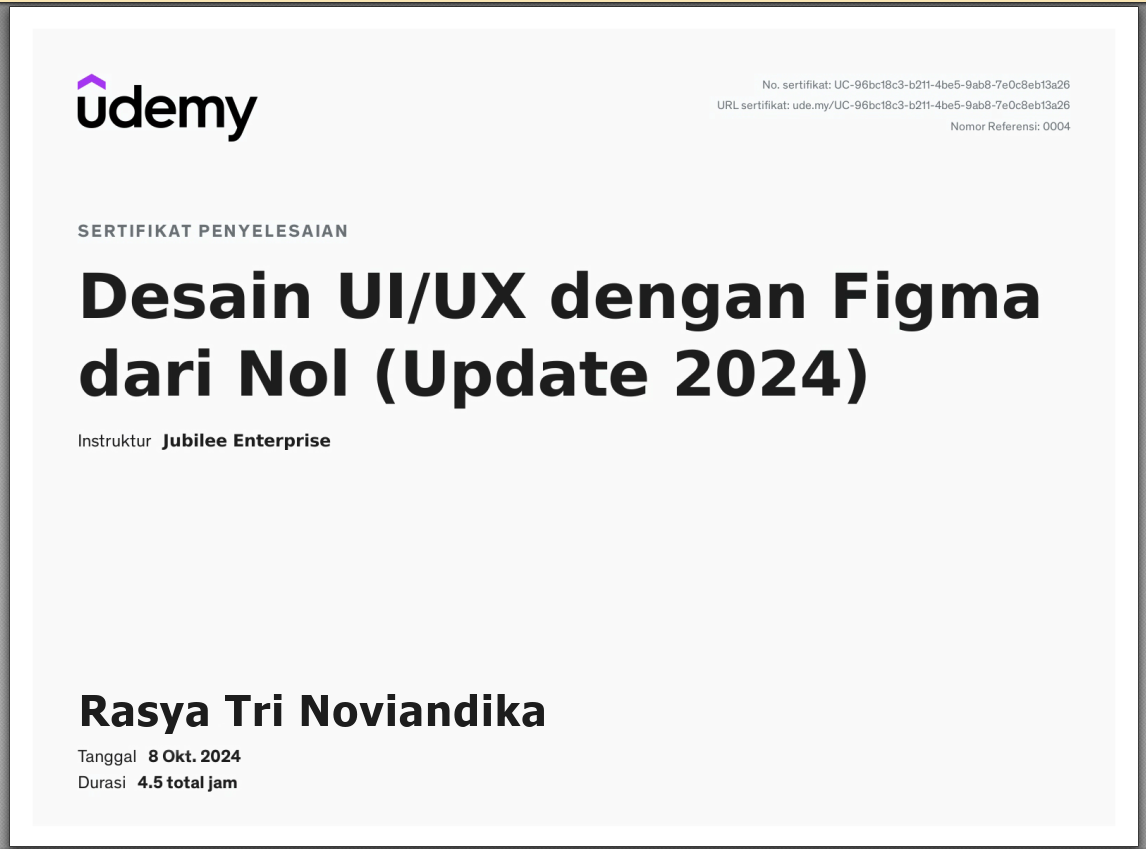 udemy
No. sertifikat: UC-96bc18c3-b211-4be5-9ab8-7e0c8eb13a26
URL sertifikat: ude.my/UC-96bc18c3-b211-4be5-9ab8-7e0c8eb13a26
Nomor Referensi: 0004
SERTIFIKAT PENYELESAIAN
Desain UI/UX dengan Figma
dari Nol (Update 2024)
Instruktur Jubilee Enterprise
Rasya Tri Noviandika
Tanggal 8 Okt. 2024
Durasi 4.5 total jam